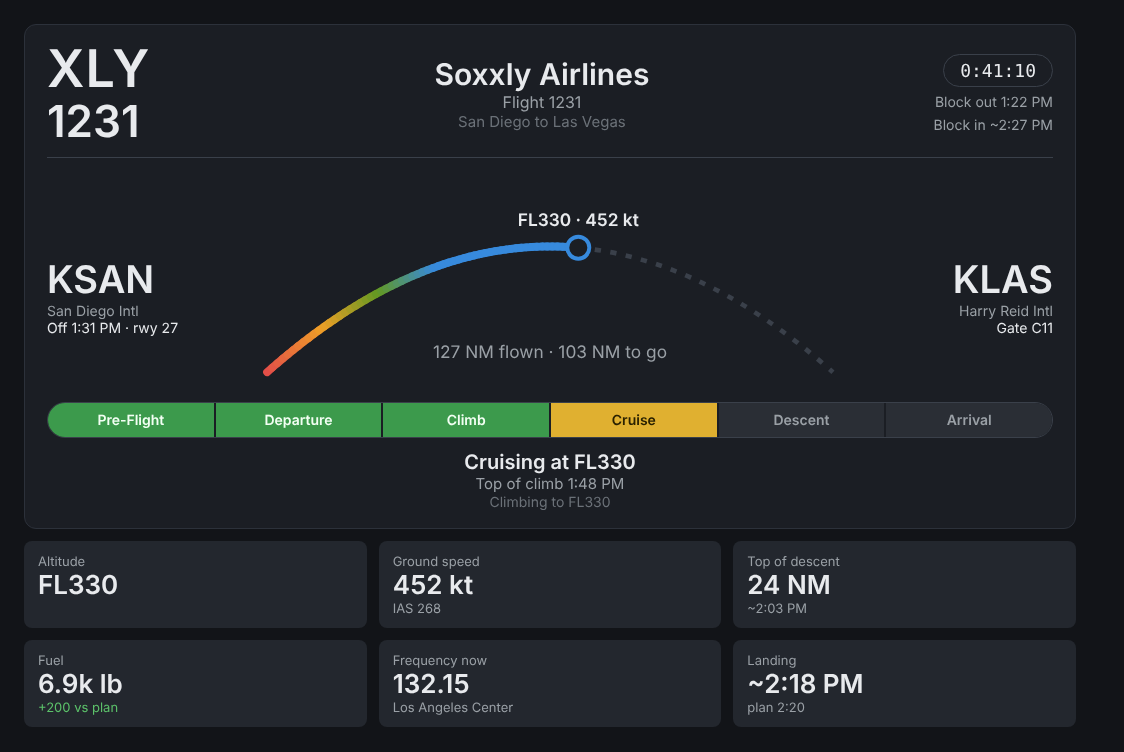 XLY
1231
Soxxly Airlines
Flight 1231
San Diego to Las Vegas
0:41:10
Block out 1:22 PM
Block in ~2:27 PM
FL330 · 452 kt
KSAN
San Diego Intl
Off 1:31 PM · rwy 27
KLAS
Harry Reid Intl
Gate C11
127 NM flown · 103 NM to go
Pre-Flight
Departure
Climb
Cruise
Descent
Arrival
Cruising at FL330
Top of climb 1:48 PM
Climbing to FL330
Altitude
FL330
Ground speed
452 kt
IAS 268
Top of descent
24 NM
~2:03 PM
Fuel
6.9k lb
+200 vs plan
Frequency now
132.15
Los Angeles Center
Landing
~2:18 PM
plan 2:20